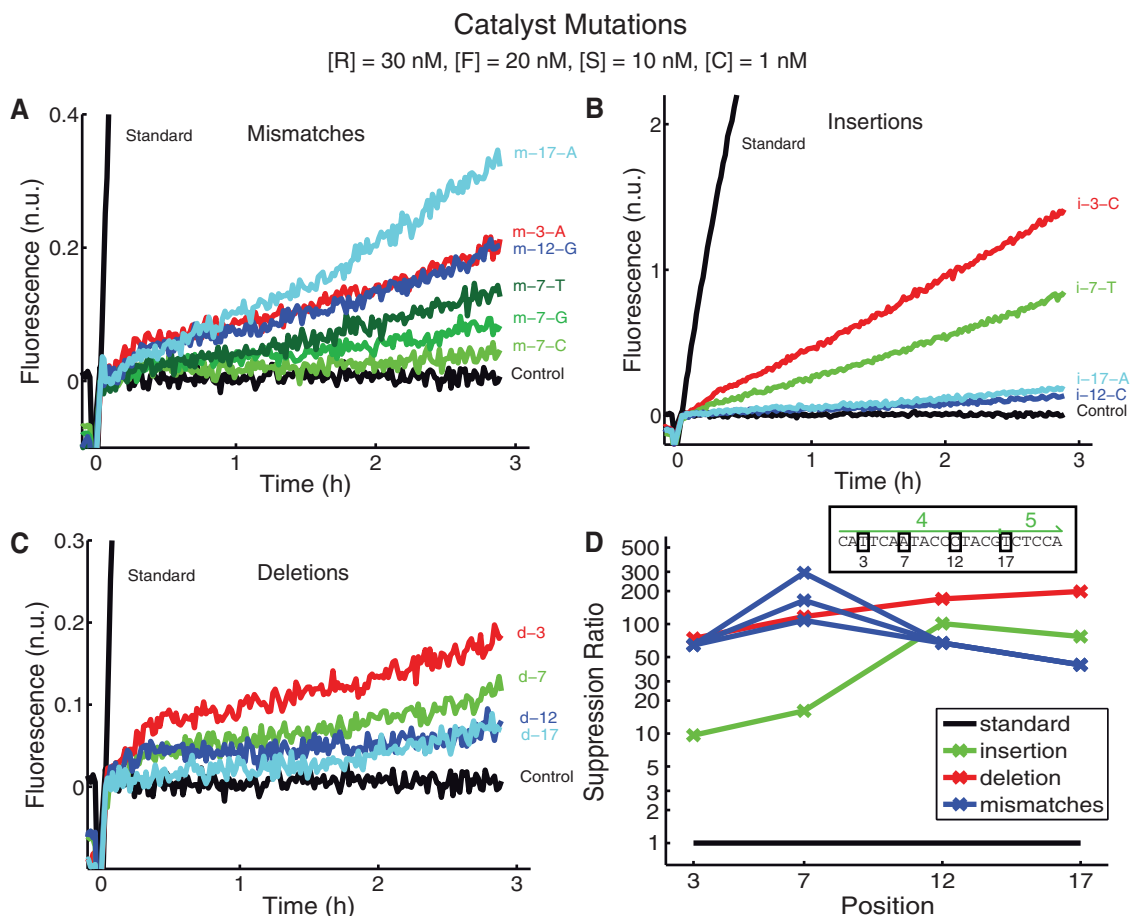 Catalyst Mutations
[R] = 30 nM, [F] = 20 nM, [S] = 10 nM, [C] = 1 nM
A
Mismatches
Standard
Fluorescence (n.u.)
0.4
0.2
0
m-17-A
m-3-A
m-12-G
m-7-T
m-7-G
m-7-C
Control
0 1 2 3
Time (h)
B
Insertions
Standard
Fluorescence (n.u.)
2
1
0
i-3-C
i-7-T
i-17-A
i-12-C
Control
0 1 2 3
Time (h)
C
Deletions
Standard
Fluorescence (n.u.)
0.3
0.2
0.1
0
d-3
d-7
d-12
d-17
Control
0 1 2 3
Time (h)
D
4 5
CATTCAATACCCTACGTCTCCA
3 7 12 17
Suppression Ratio
500
300
200
100
50
30
20
10
5
3
2
1
standard
insertion
deletion
mismatches
3 7 12 17
Position